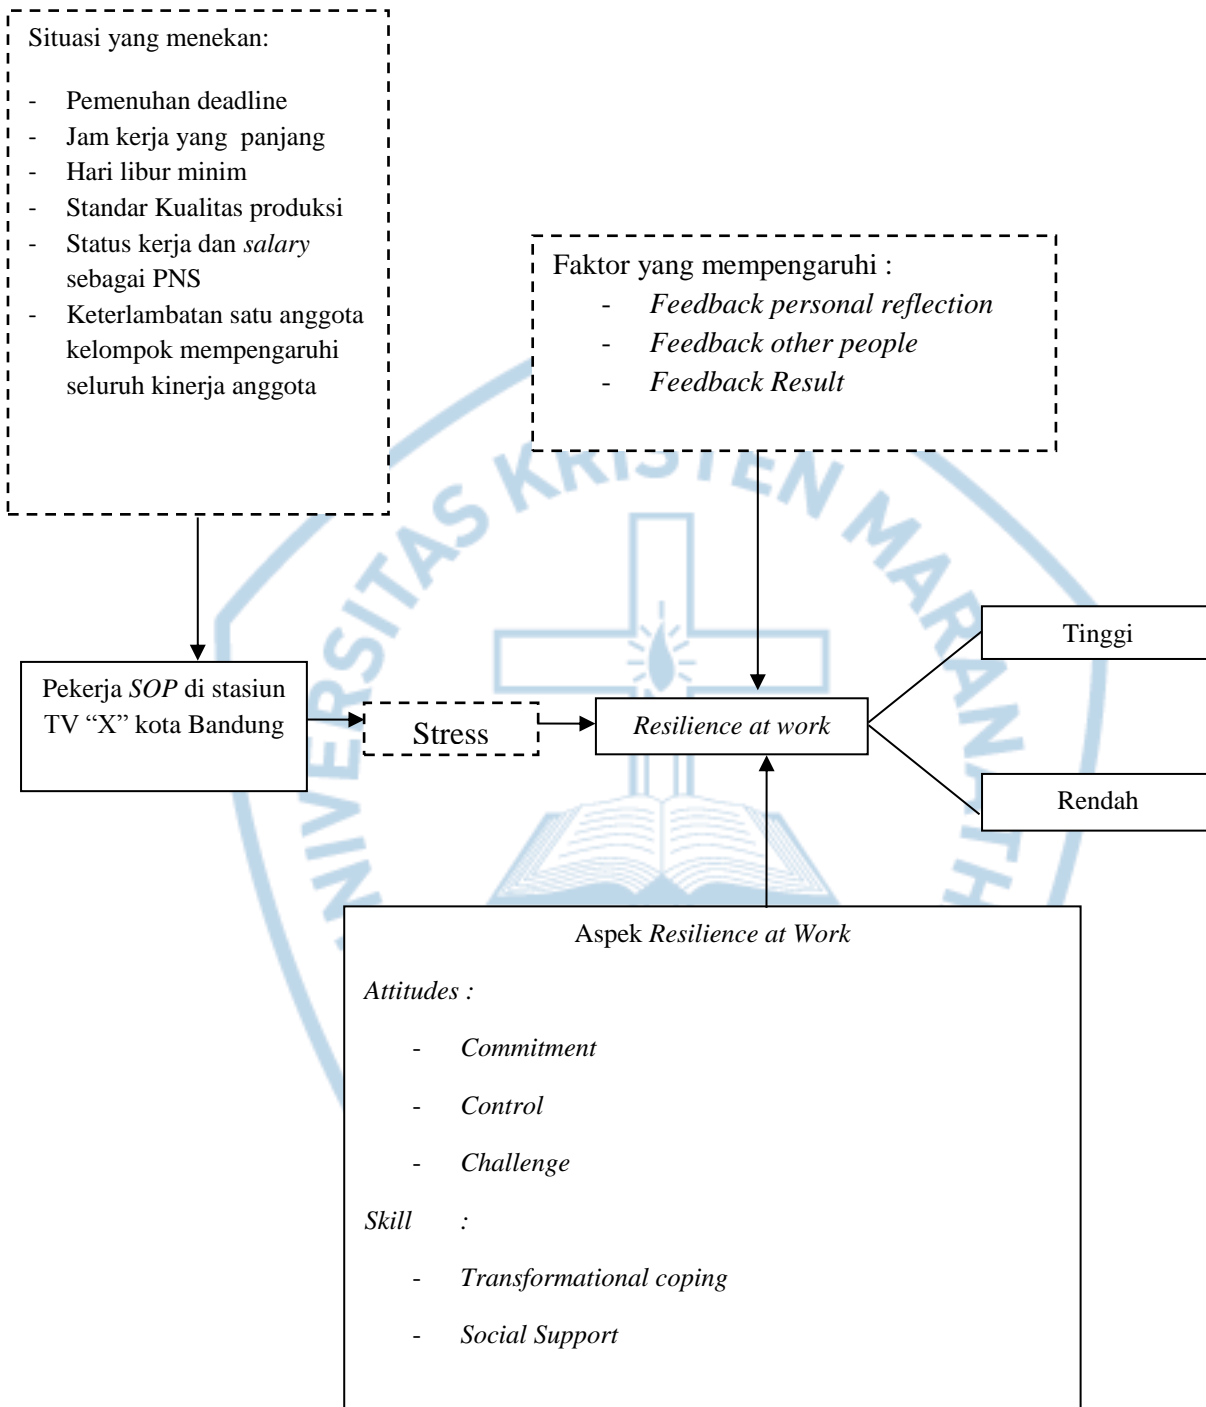 Situasi yang menekan:
- Pemenuhan deadline
- Jam kerja yang panjang
- Hari libur minim
- Standar Kualitas produksi
- Status kerja dan salary
sebagai PNS
- Keterlambatan satu anggota
kelompok mempengaruhi
seluruh kinerja anggota
Faktor yang mempengaruhi :
- Feedback personal reflection
- Feedback other people
- Feedback Result
Pekerja SOP di stasiun
TV “X” kota Bandung
Stress
Resilience at work
Tinggi
Rendah
Aspek Resilience at Work
Attitudes :
- Commitment
- Control
- Challenge
Skill :
- Transformational coping
- Social Support
UNIVERSITAS KRISTEN MARANATH